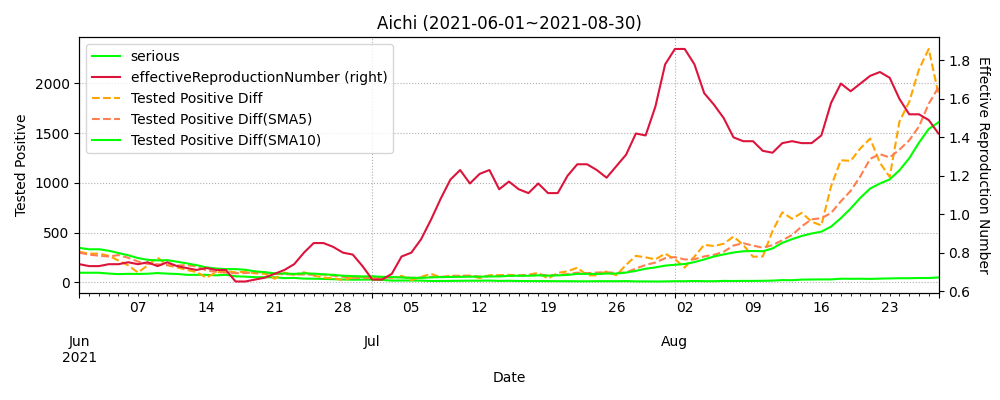 Aichi (2021-06-01~2021-08-30)
serious
effectiveReproductionNumber (right)
Tested Positive Diff
Tested Positive Diff(SMA5)
Tested Positive Diff(SMA10)
Tested Positive
2000
1500
1000
500
0
Effective Reproduction Number
1.8
1.6
1.4
1.2
1.0
0.8
0.6
07 14 21 28 05 12 19 26 02 09 16 23
Jun Jul Aug
2021
Date